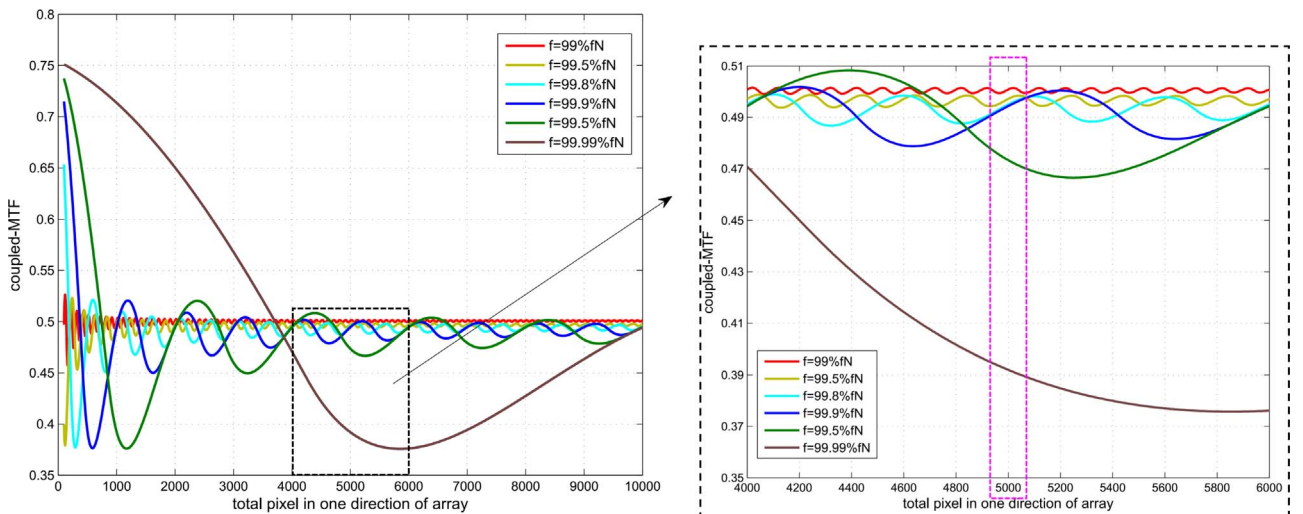 0.8
0.75
0.7
0.65
0.6
0.55
0.5
0.45
0.4
0.35
coupled-MTF
0 1000 2000 3000 4000 5000 6000 7000 8000 9000 10000
total pixel in one direction of array
f=99%fN
f=99.5%fN
f=99.8%fN
f=99.9%fN
f=99.5%fN
f=99.99%fN
0.51
0.49
0.47
0.45
0.43
0.41
0.39
0.37
0.35
coupled-MTF
4000 4200 4400 4600 4800 5000 5200 5400 5600 5800 6000
total pixel in one direction of array
f=99%fN
f=99.5%fN
f=99.8%fN
f=99.9%fN
f=99.5%fN
f=99.99%fN